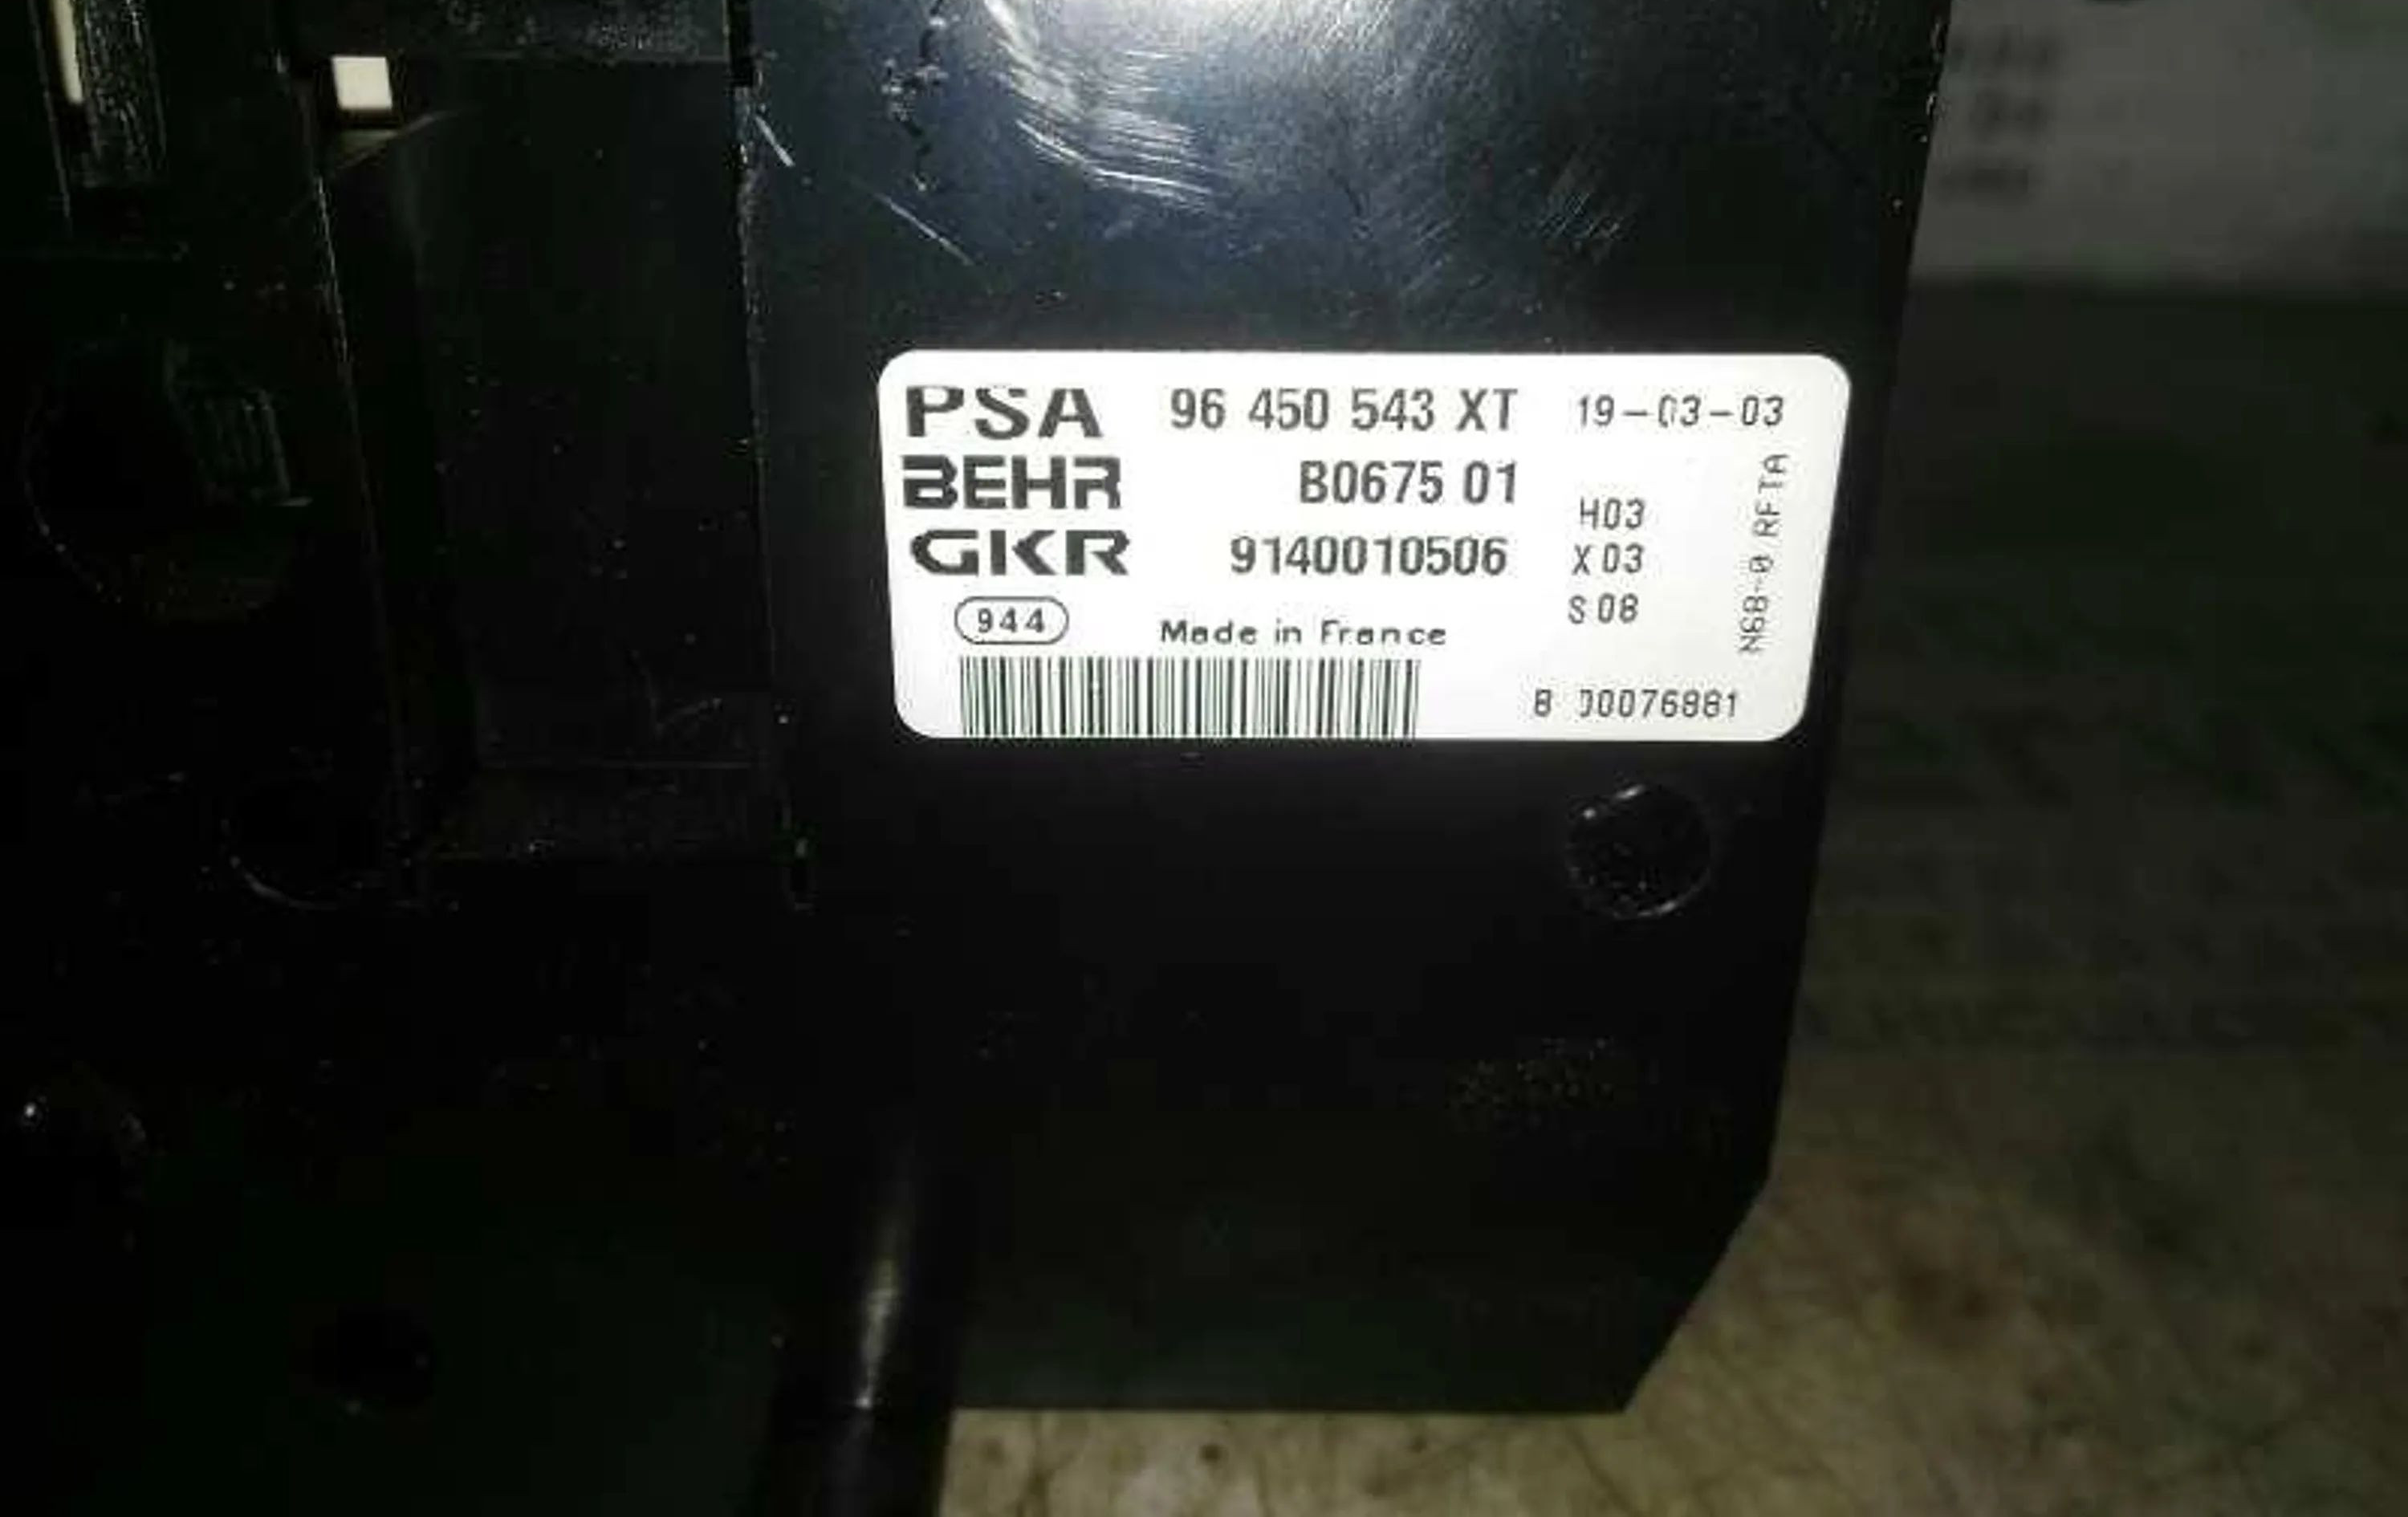 PSA 96 450 543 XT 19-03-03
BEHR B0675 01
H03
GKR 9140010506 X 03
S 08
944 Made in France
N68-0 RFTA
B 00076881